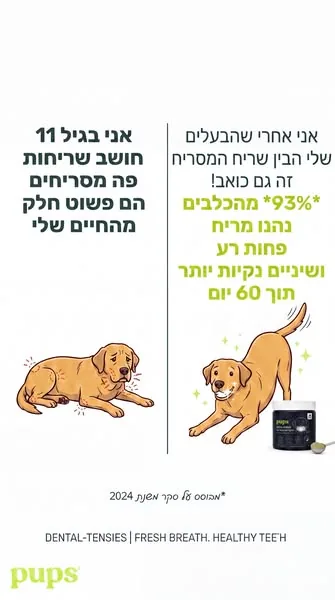 אני בגיל 11
חושב שריחות
פה מסריחים
הם פשוט חלק
מהחיים שלי
אני אחרי שהבעלים
שלי הבין שריח המסריח
זה גם כואב!
*93%* מהכלבים
נהנו מריח
פחות רע
ושיניים נקיות יותר
תוך 60 יום
pups
*מבוסס על סקר משנת 2024
DENTAL-TENSIES | FRESH BREATH. HEALTHY TEE'H
pups